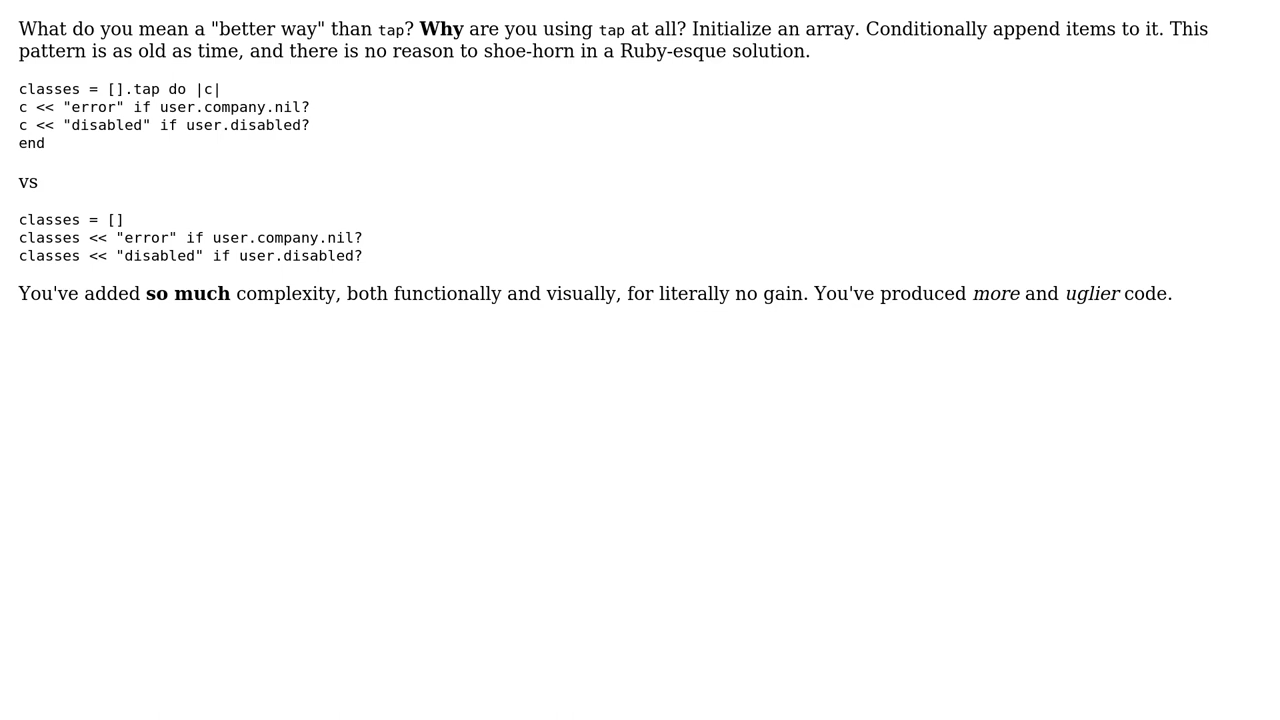 What do you mean a "better way" than tap? Why are you using tap at all? Initialize an array. Conditionally append items to it. This
pattern is as old as time, and there is no reason to shoe-horn in a Ruby-esque solution.
classes = [].tap do |c|
c << "error" if user.company.nil?
c << "disabled" if user.disabled?
end
vs
classes = []
classes << "error" if user.company.nil?
classes << "disabled" if user.disabled?
You've added so much complexity, both functionally and visually, for literally no gain. You've produced more and uglier code.